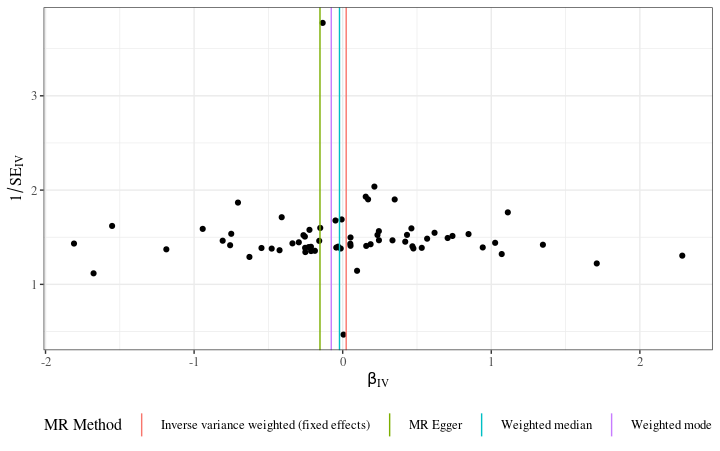 3
2
1
1/SE_IV
-2 -1 0 1 2
β_IV
MR Method Inverse variance weighted (fixed effects) MR Egger Weighted median Weighted mode